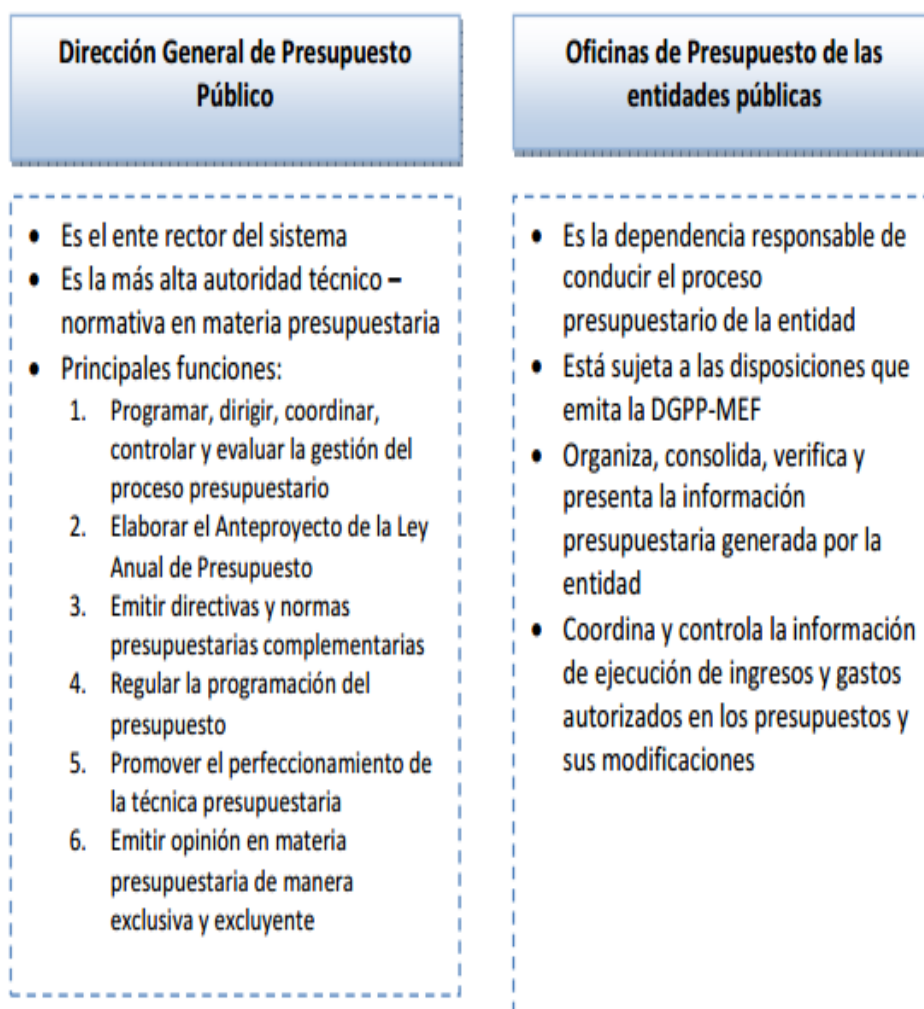 Dirección General de Presupuesto
Público
• Es el ente rector del sistema
• Es la más alta autoridad técnico –
normativa en materia presupuestaria
• Principales funciones:
1. Programar, dirigir, coordinar,
controlar y evaluar la gestión del
proceso presupuestario
2. Elaborar el Anteproyecto de la Ley
Anual de Presupuesto
3. Emitir directivas y normas
presupuestarias complementarias
4. Regular la programación del
presupuesto
5. Promover el perfeccionamiento de
la técnica presupuestaria
6. Emitir opinión en materia
presupuestaria de manera
exclusiva y excluyente
Oficinas de Presupuesto de las
entidades públicas
• Es la dependencia responsable de
conducir el proceso
presupuestario de la entidad
• Está sujeta a las disposiciones que
emita la DGPP-MEF
• Organiza, consolida, verifica y
presenta la información
presupuestaria generada por la
entidad
• Coordina y controla la información
de ejecución de ingresos y gastos
autorizados en los presupuestos y
sus modificaciones